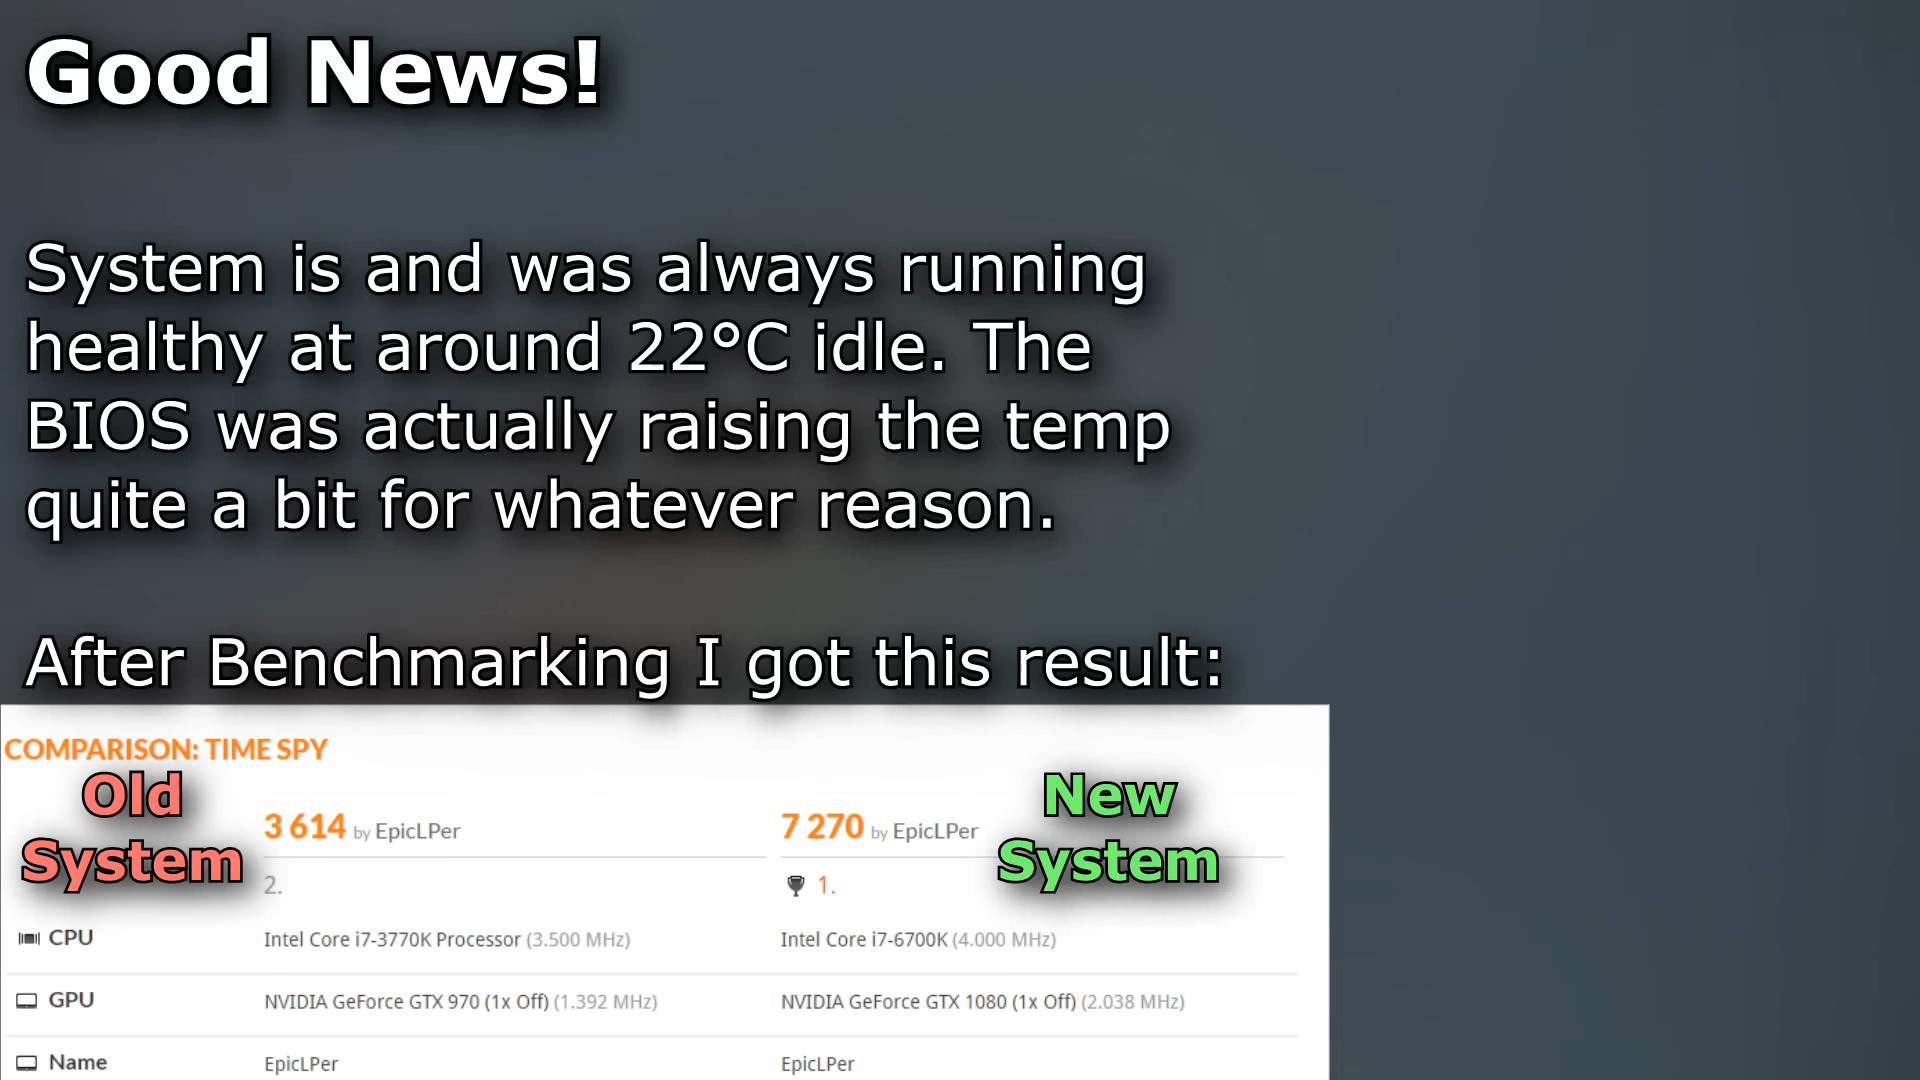 Good News!
System is and was always running
healthy at around 22°C idle. The
BIOS was actually raising the temp
quite a bit for whatever reason.
After Benchmarking I got this result:
COMPARISON: TIME SPY
Old
System
New
System
3 614 by EpicLPer
7 270 by EpicLPer
2.
1.
CPU
Intel Core i7-3770K Processor (3.500 MHz)
Intel Core i7-6700K (4.000 MHz)
GPU
NVIDIA GeForce GTX 970 (1x Off) (1.392 MHz)
NVIDIA GeForce GTX 1080 (1x Off) (2.038 MHz)
Name
EpicLPer
EpicLPer